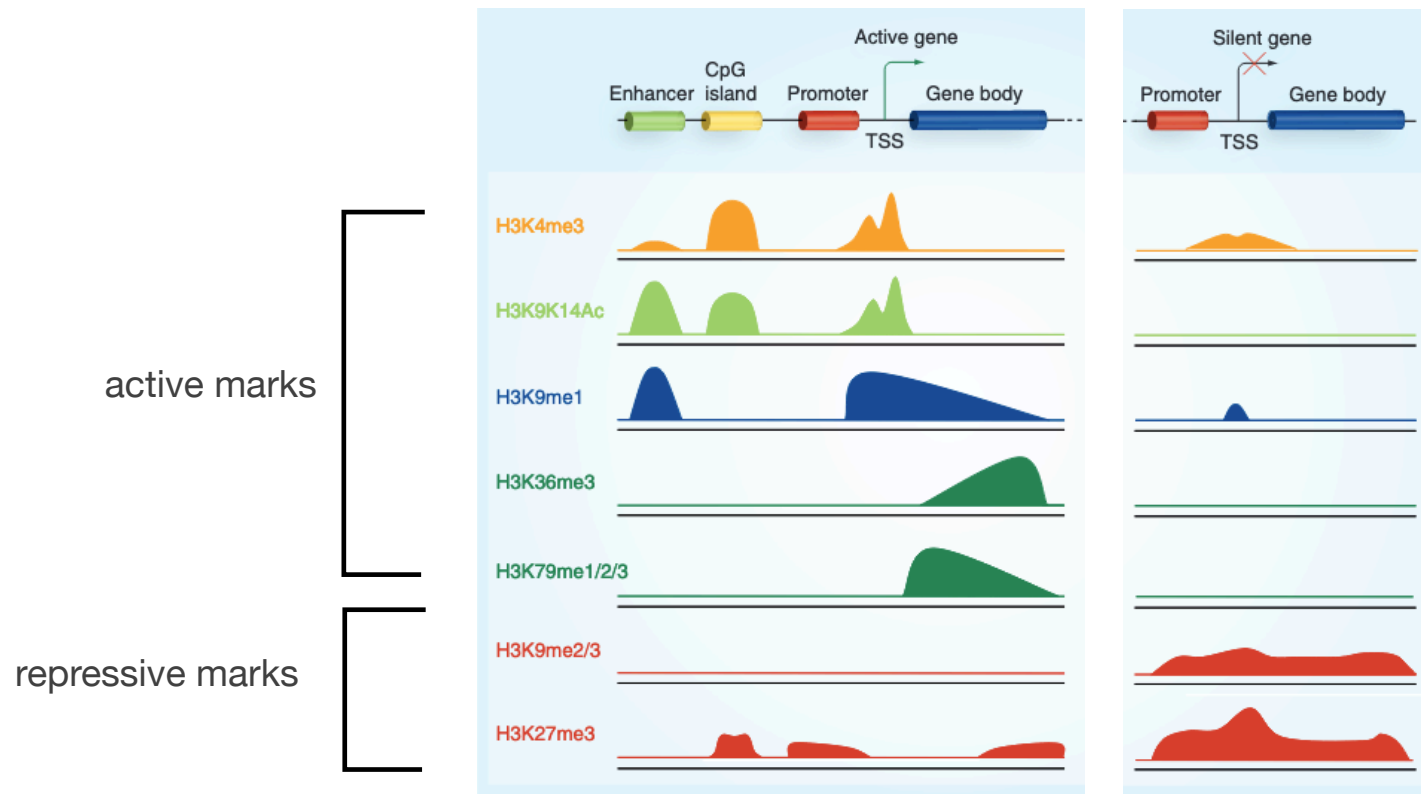 Active gene
CpG
island
Enhancer
Promoter
Gene body
TSS
Silent gene
Promoter
Gene body
TSS
active marks
H3K4me3
H3K9K14Ac
H3K9me1
H3K36me3
H3K79me1/2/3
repressive marks
H3K9me2/3
H3K27me3